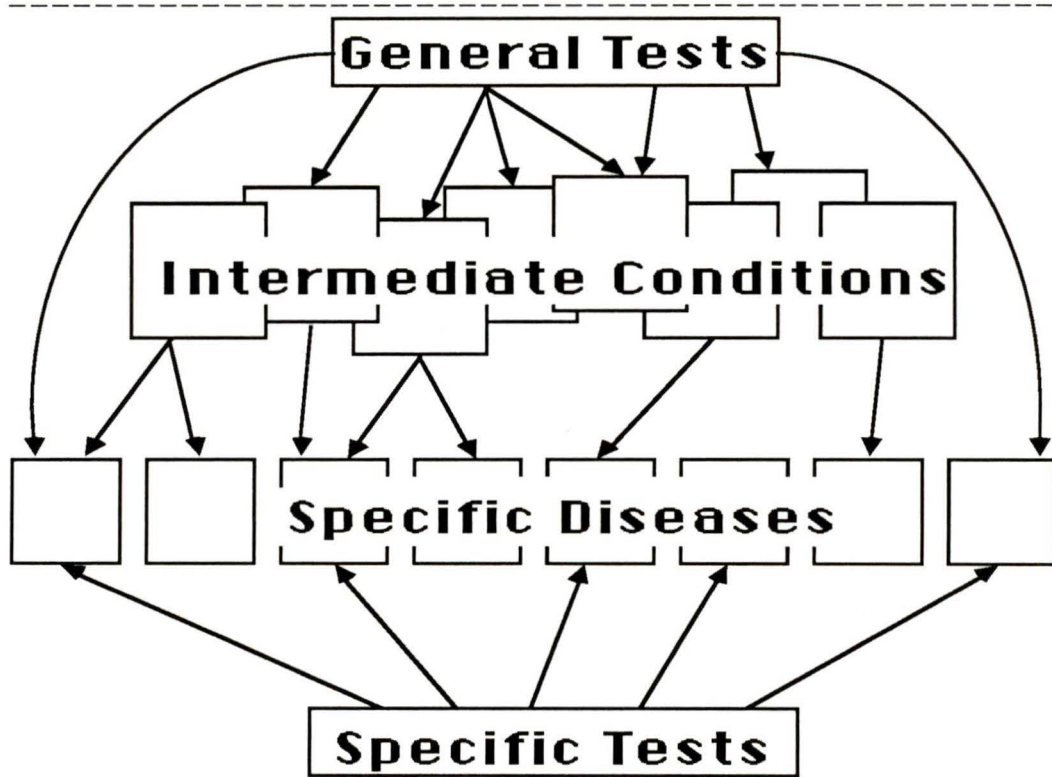 General Tests
Intermediate Conditions
Specific Diseases
Specific Tests